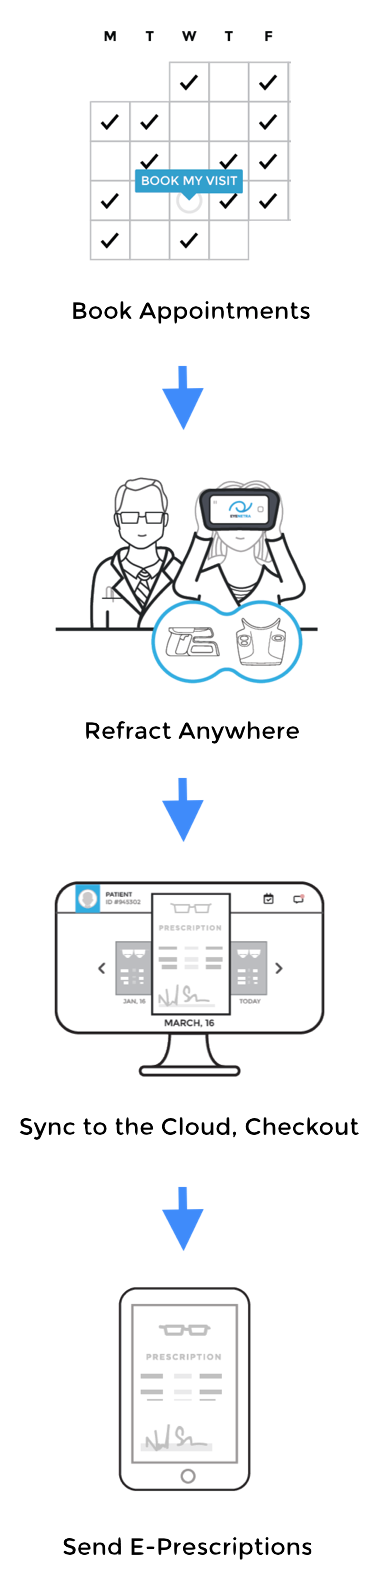 M T W T F
BOOK MY VISIT
Book Appointments
EYENETRA
Refract Anywhere
PATIENT
ID #945302
PRESCRIPTION
JAN, 16
TODAY
MARCH, 16
Sync to the Cloud, Checkout
PRESCRIPTION
Send E-Prescriptions